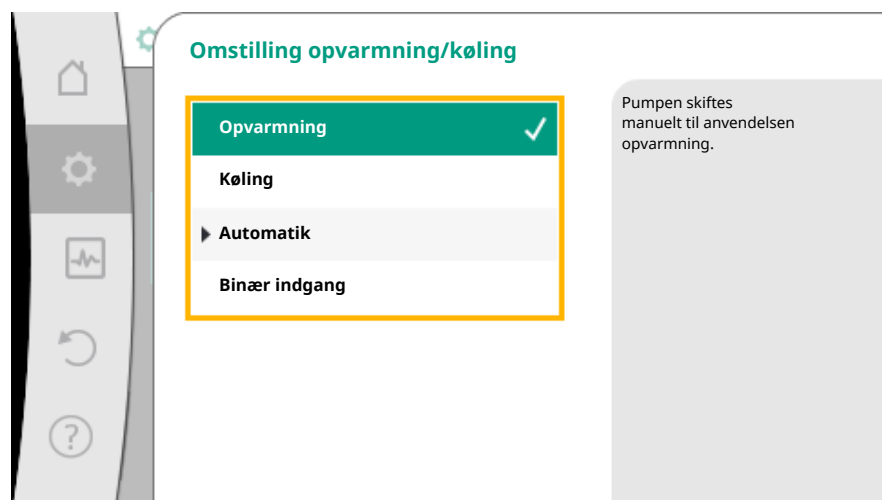 Omstilling opvarmning/køling
Opvarmning
Køling
Automatik
Binær indgang
Pumpen skiftes
manuelt til anvendelsen
opvarmning.
?